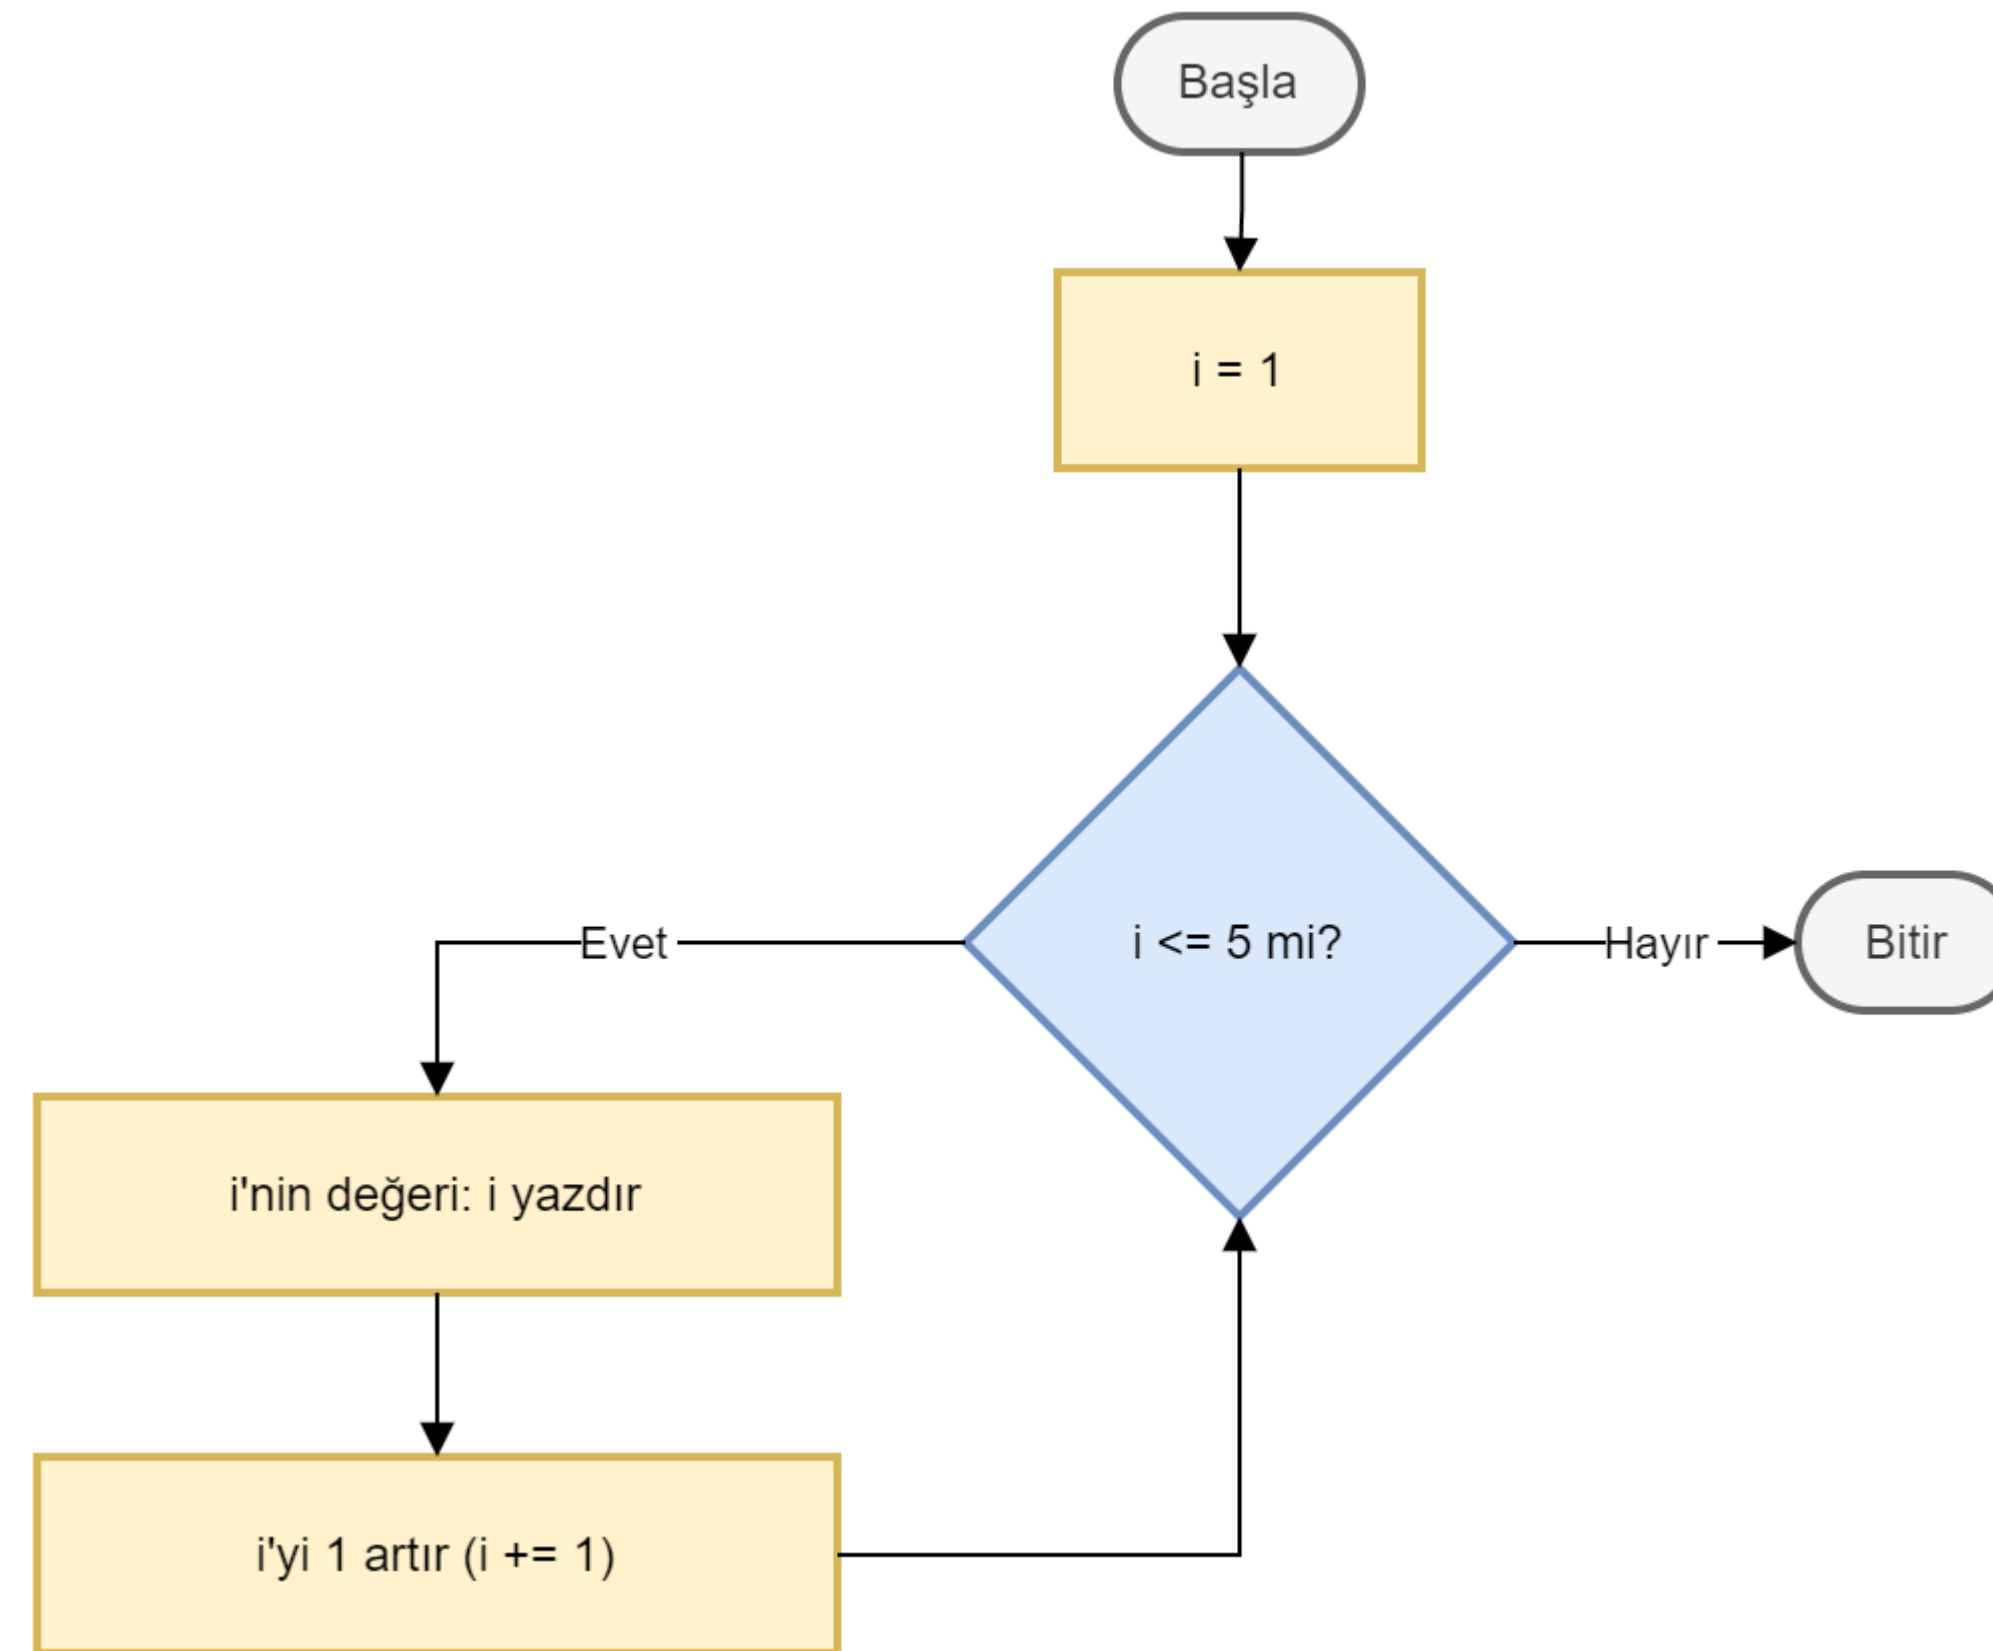 Başla
i = 1
i <= 5 mi?
Evet
Hayır
Bitir
i'nin değeri: i yazdır
i'yi 1 artır (i += 1)